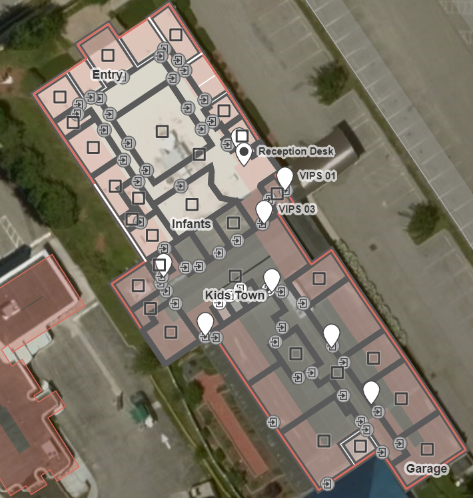 Entry
Reception Desk
VIPS 01
VIPS 03
Infants
Kids Town
Garage